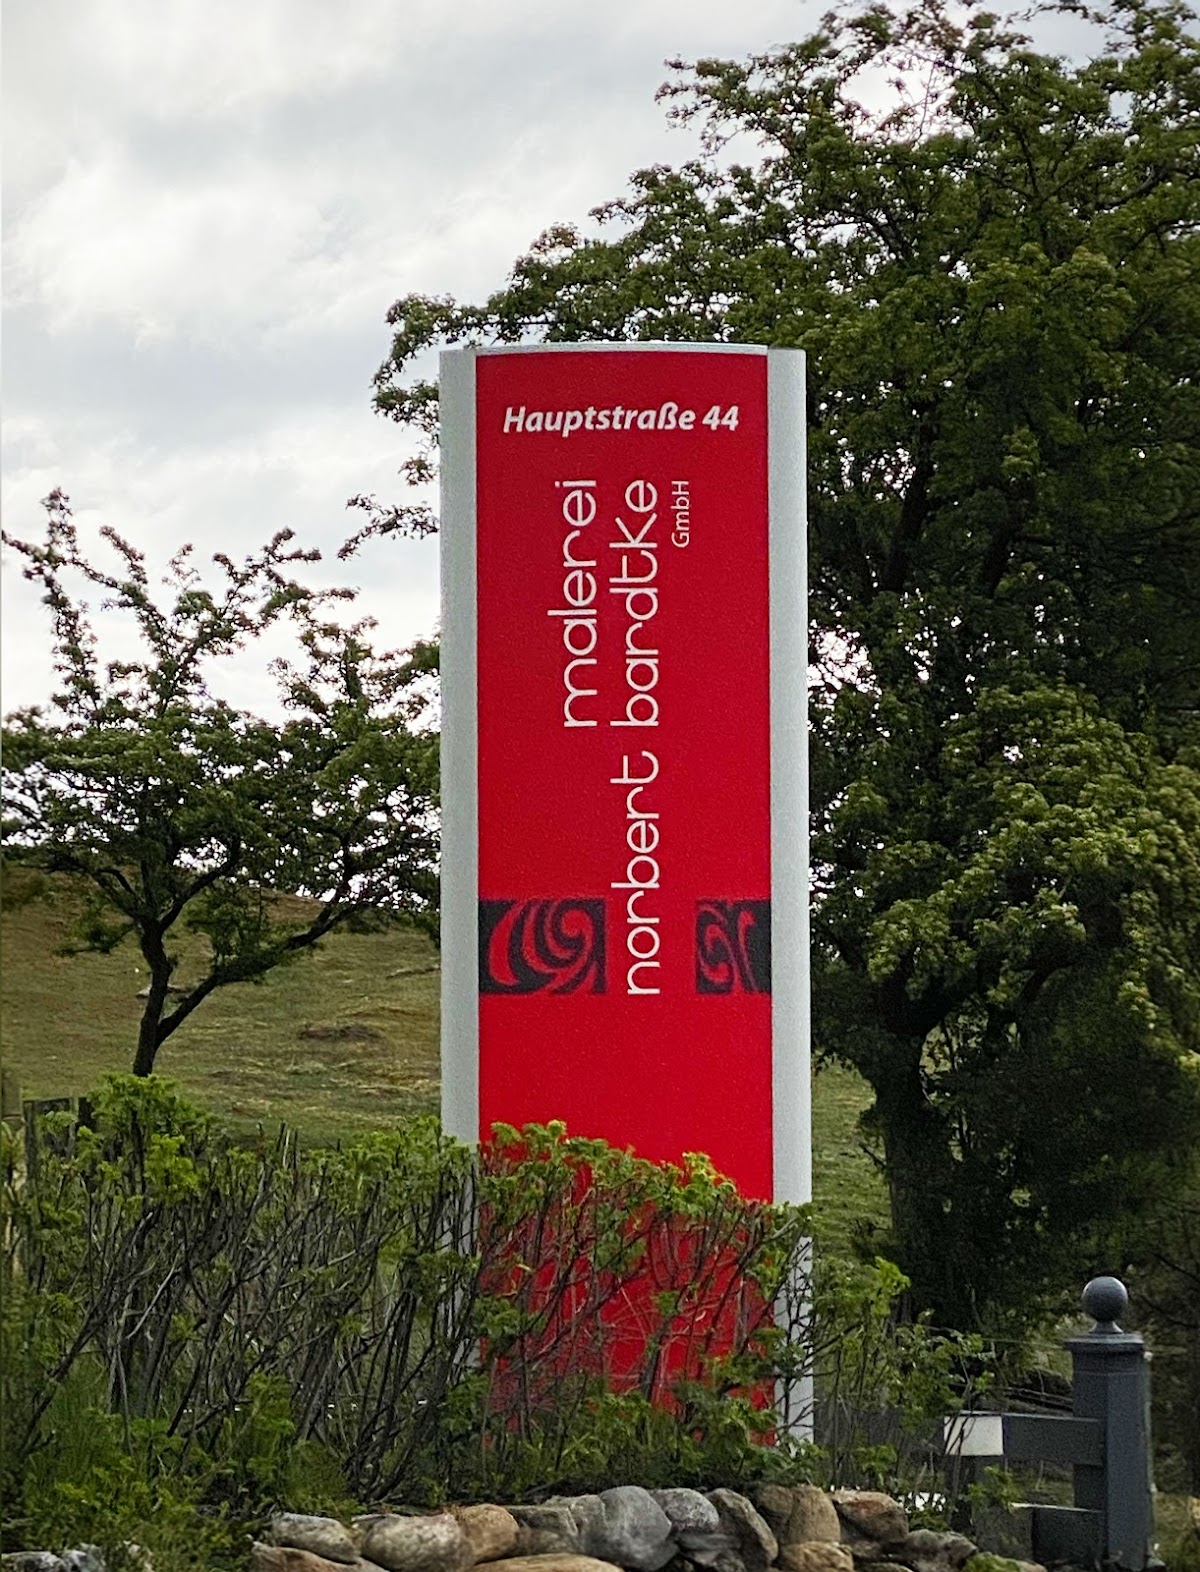 Hauptstraße 44
malerei
norbert bardtke
GmbH